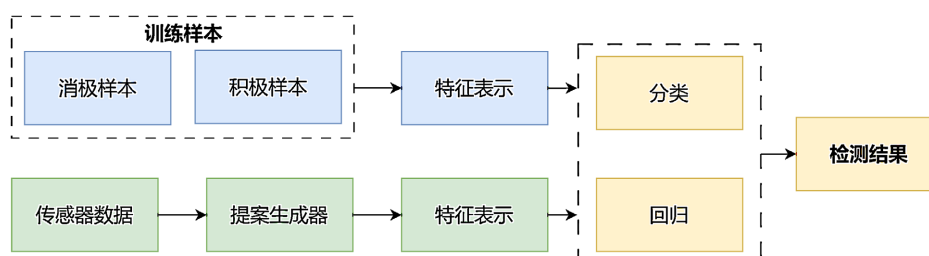 训练样本
消极样本
积极样本
特征表示
分类
检测结果
传感器数据
提案生成器
特征表示
回归